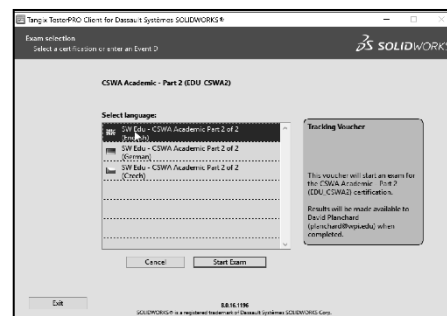 Tangix TesterPRO Client for Dassault Systèmes SOLIDWORKS®
Exam selection
Select a certification or enter an Event ID
SOLIDWORKS
CSWA Academic - Part 2 (EDU_CSWA2)
Select language:
SW Edu - CSWA Academic Part 2 of 2
(English)
SW Edu - CSWA Academic Part 2 of 2
(German)
SW Edu - CSWA Academic Part 2 of 2
(Czech)
Tracking Voucher
This voucher will start an exam for
the CSWA Academic - Part 2
(EDU_CSWA2) certification.
Results will be made available to
David Planchard
(planchard@wpi.edu) when
completed.
Cancel
Start Exam
Exit
8.0.16.1196
SOLIDWORKS® is a registered trademark of Dassault Systèmes SOLIDWORKS Corp.